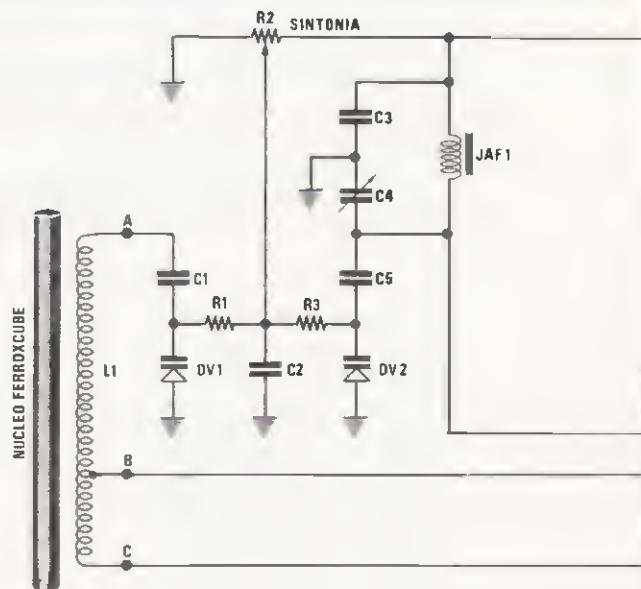 R2
SINTONIA
C3
JAF1
C4
A
C1
C5
R1
R3
NUCLEO FERROXCUBE
L1
DV1
C2
DV2
B
C